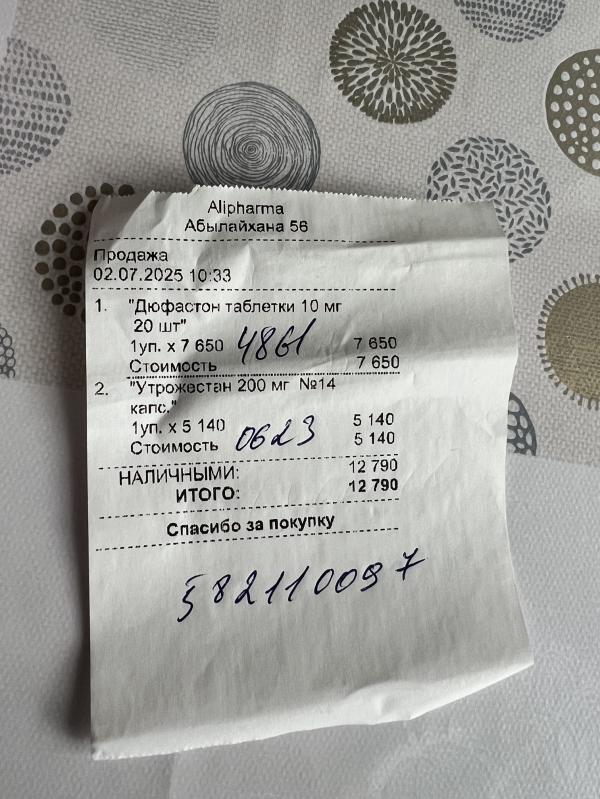 Alipharma
Абылайхана 56
Продажа
02.07.2025 10:33
1. "Дюфастон таблетки 10 мг
20 шт"
1уп. х 7 650 4861 7 650
Стоимость 7 650
2. "Утрожестан 200 мг №14
капс."
1уп. х 5 140 5 140
Стоимость 0623 5 140
НАЛИЧНЫМИ: 12 790
ИТОГО: 12 790
Спасибо за покупку
582110097